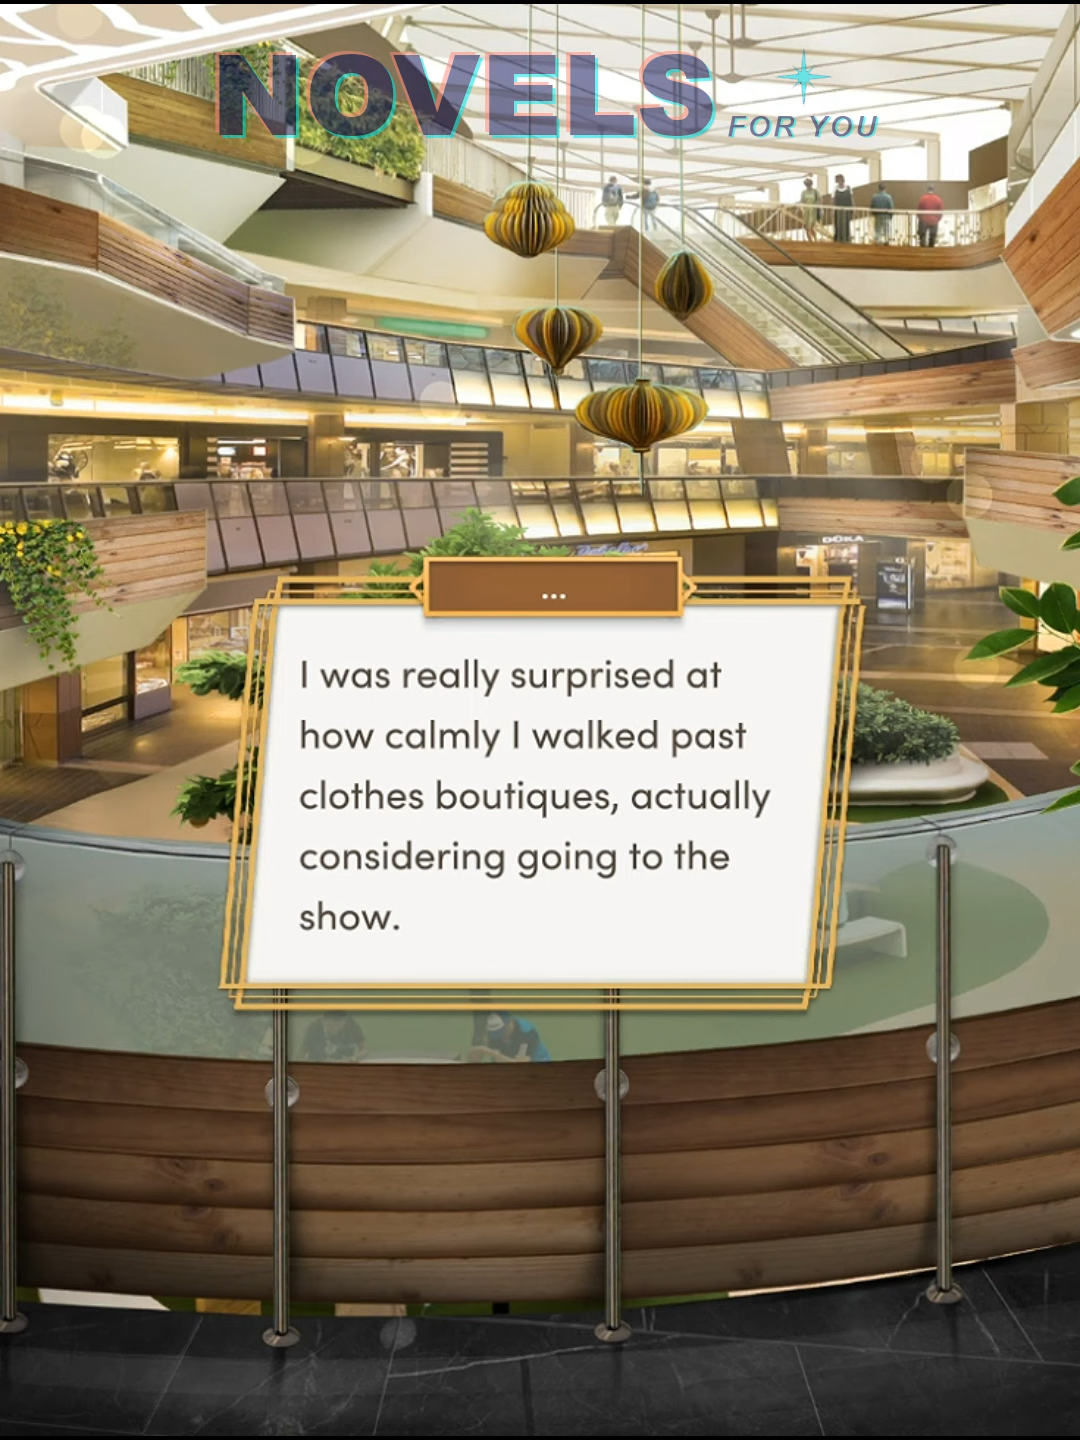 NOVELS
FOR YOU
...
I was really surprised at
how calmly I walked past
clothes boutiques, actually
considering going to the
show.
DŌKA